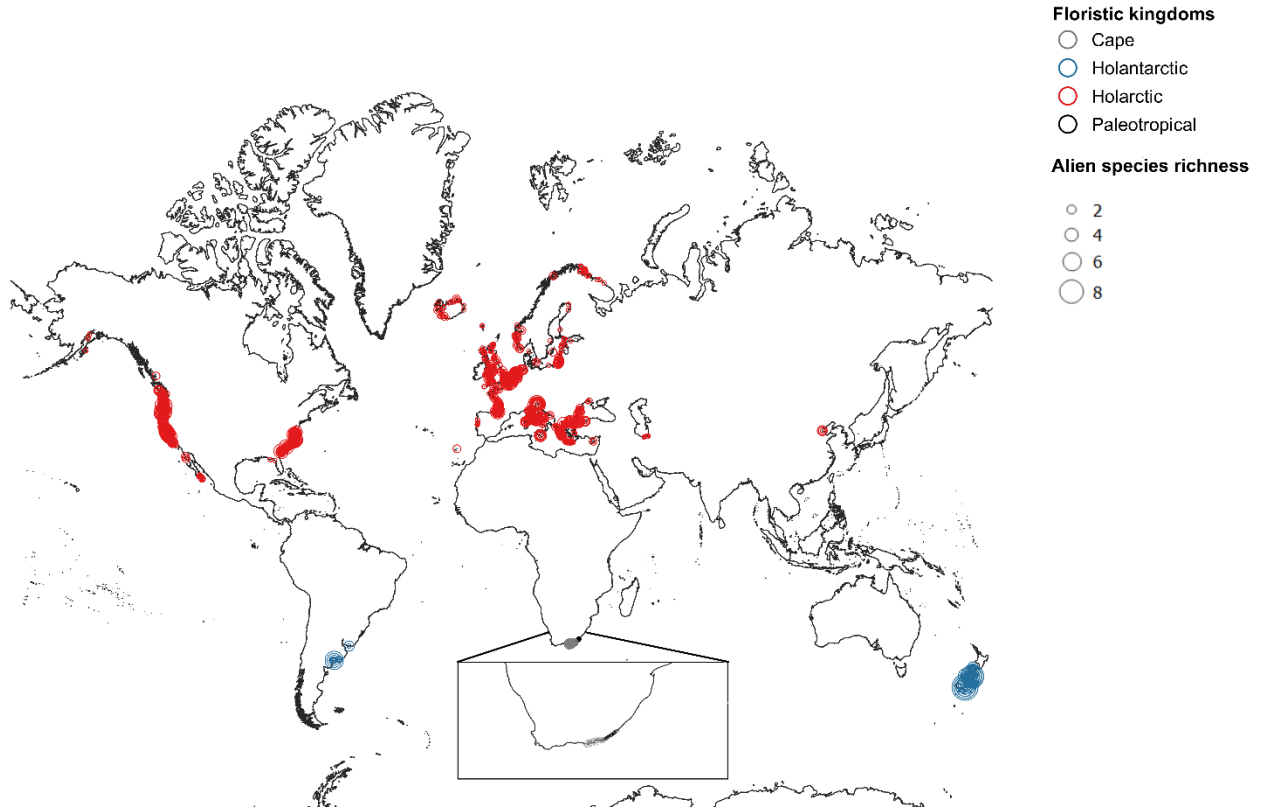 Floristic kingdoms
Cape
Holantarctic
Holarctic
Paleotropical
Alien species richness
2
4
6
8